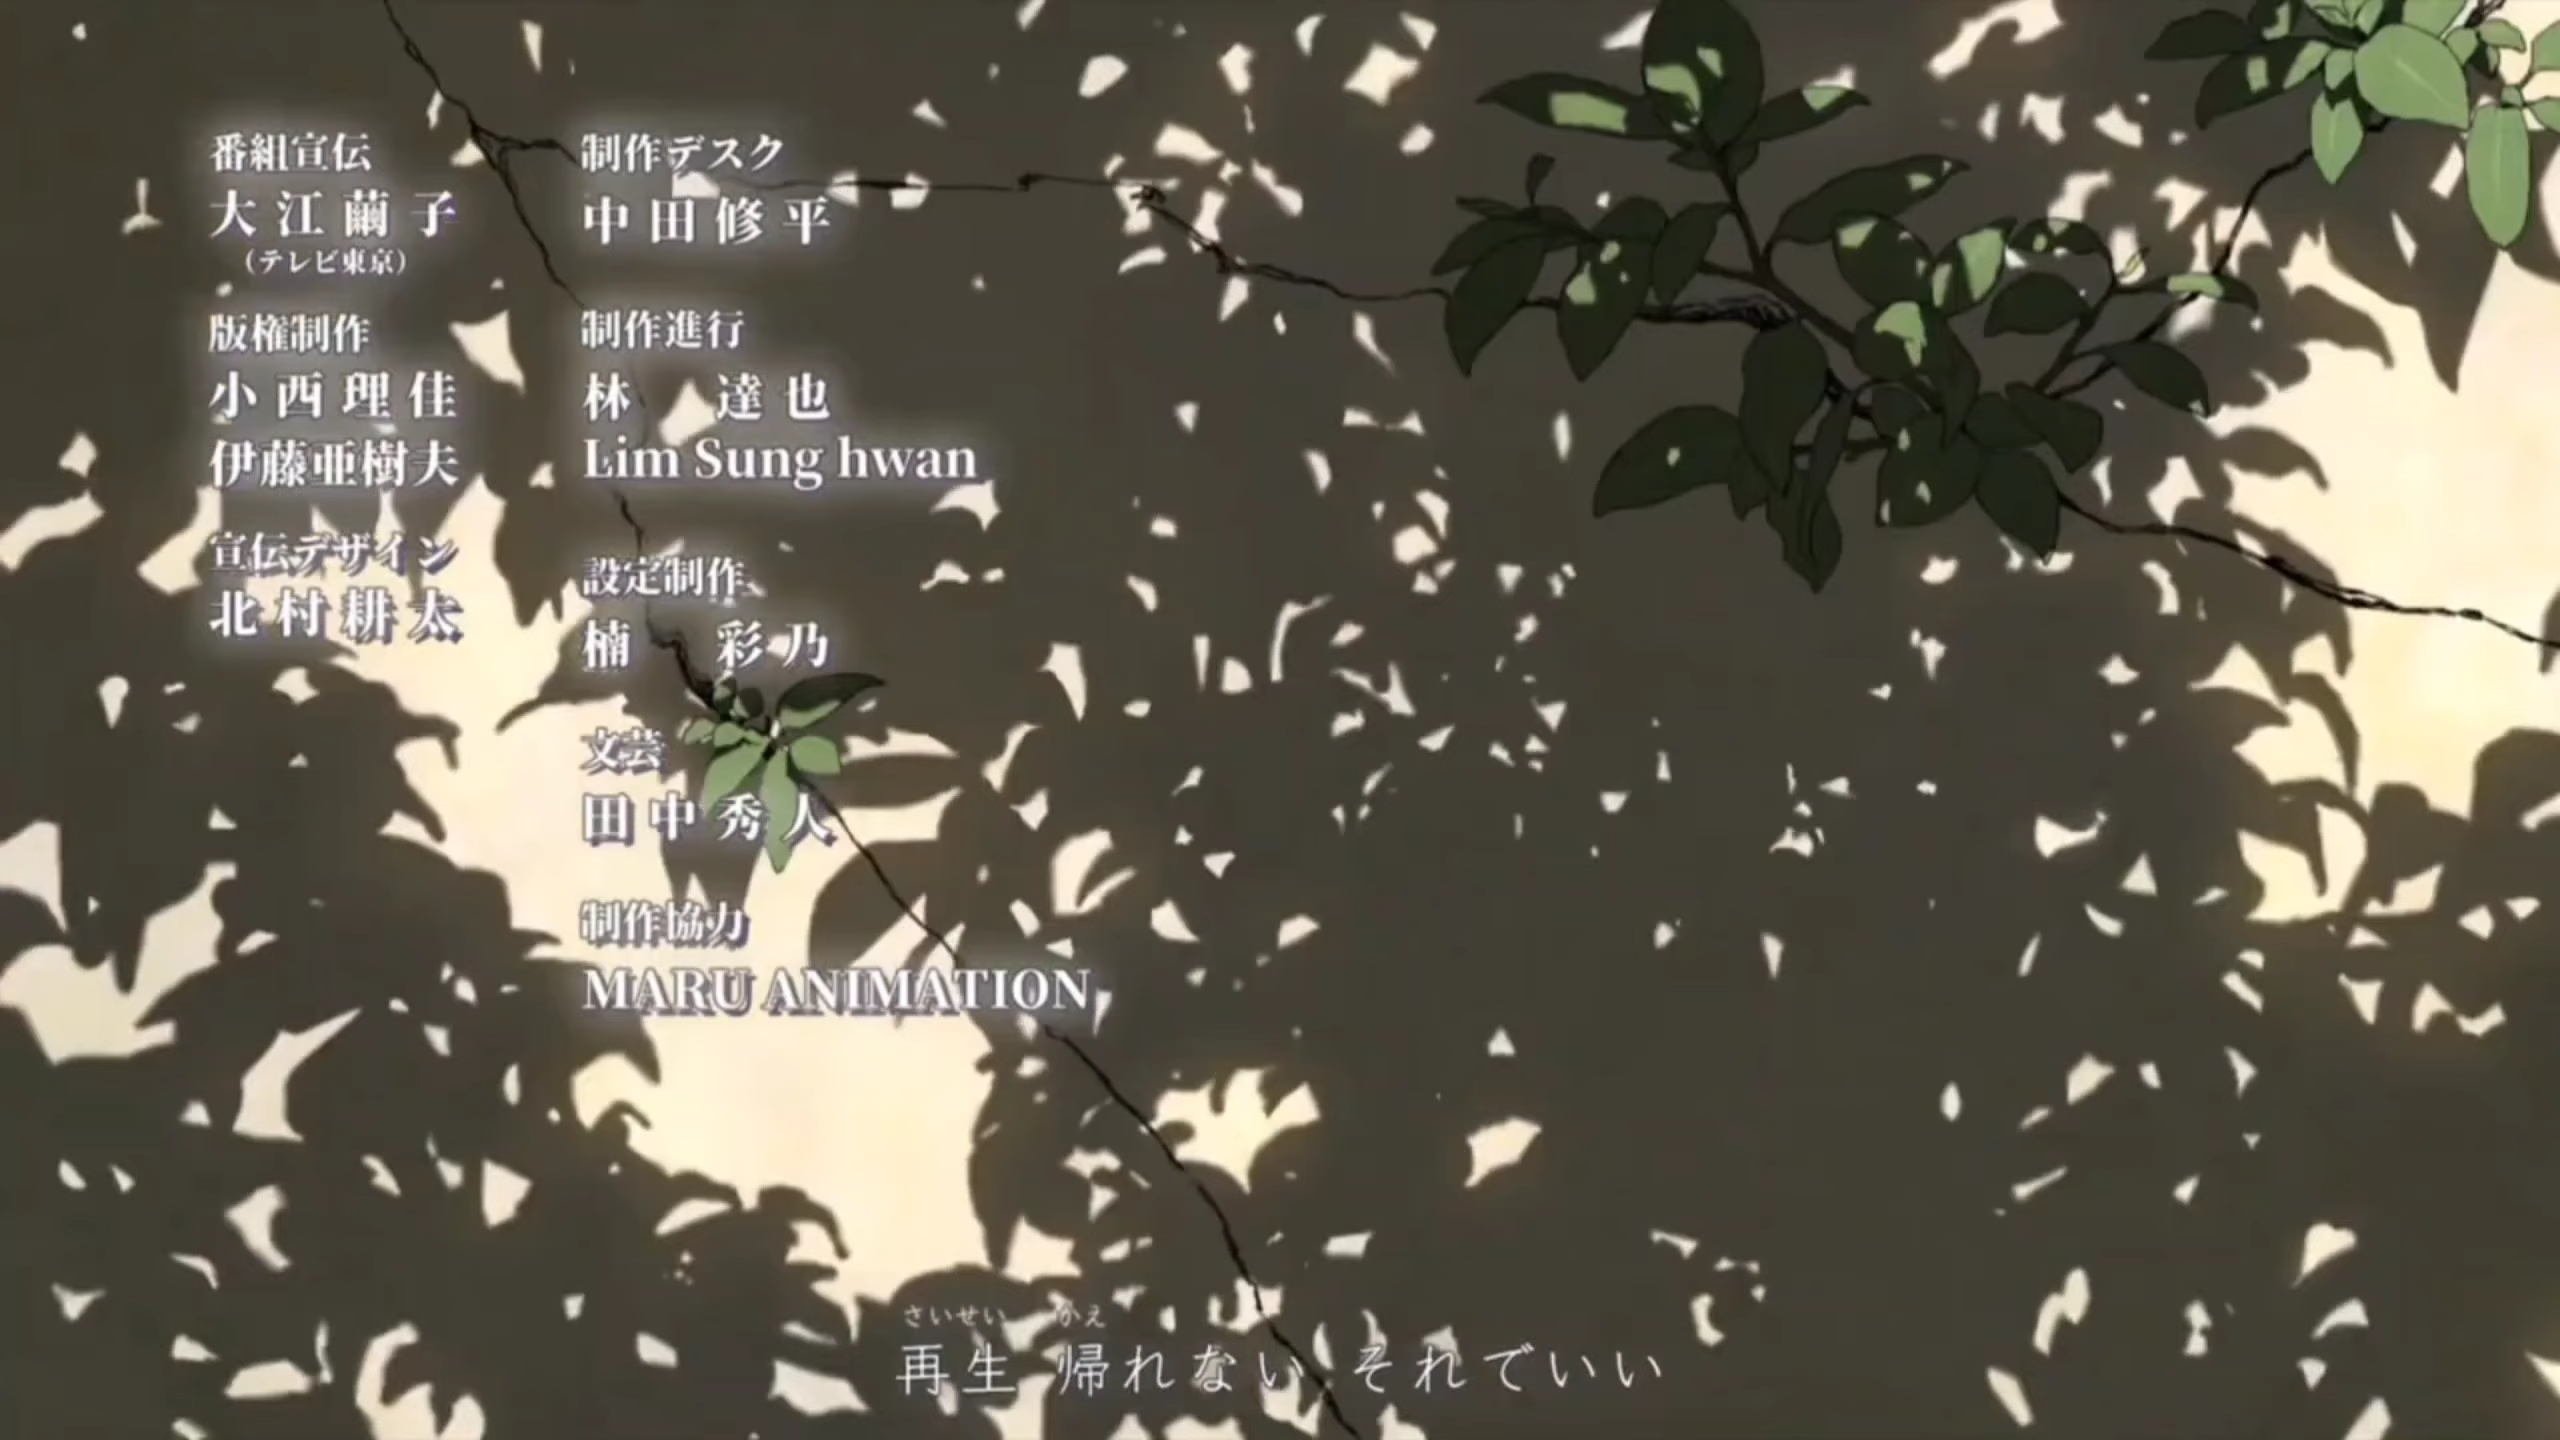 番組宣伝
大江繭子
（テレビ東京）
版権制作
小西理佳
伊藤亜樹夫
宣伝デザイン
北村耕太
制作デスク
中田修平
制作進行
林 達也
Lim Sung hwan
設定制作
楠 彩乃
文芸
田中秀人
制作協力
MARU ANIMATION
さいせい かえ
再生 帰れない それでいい